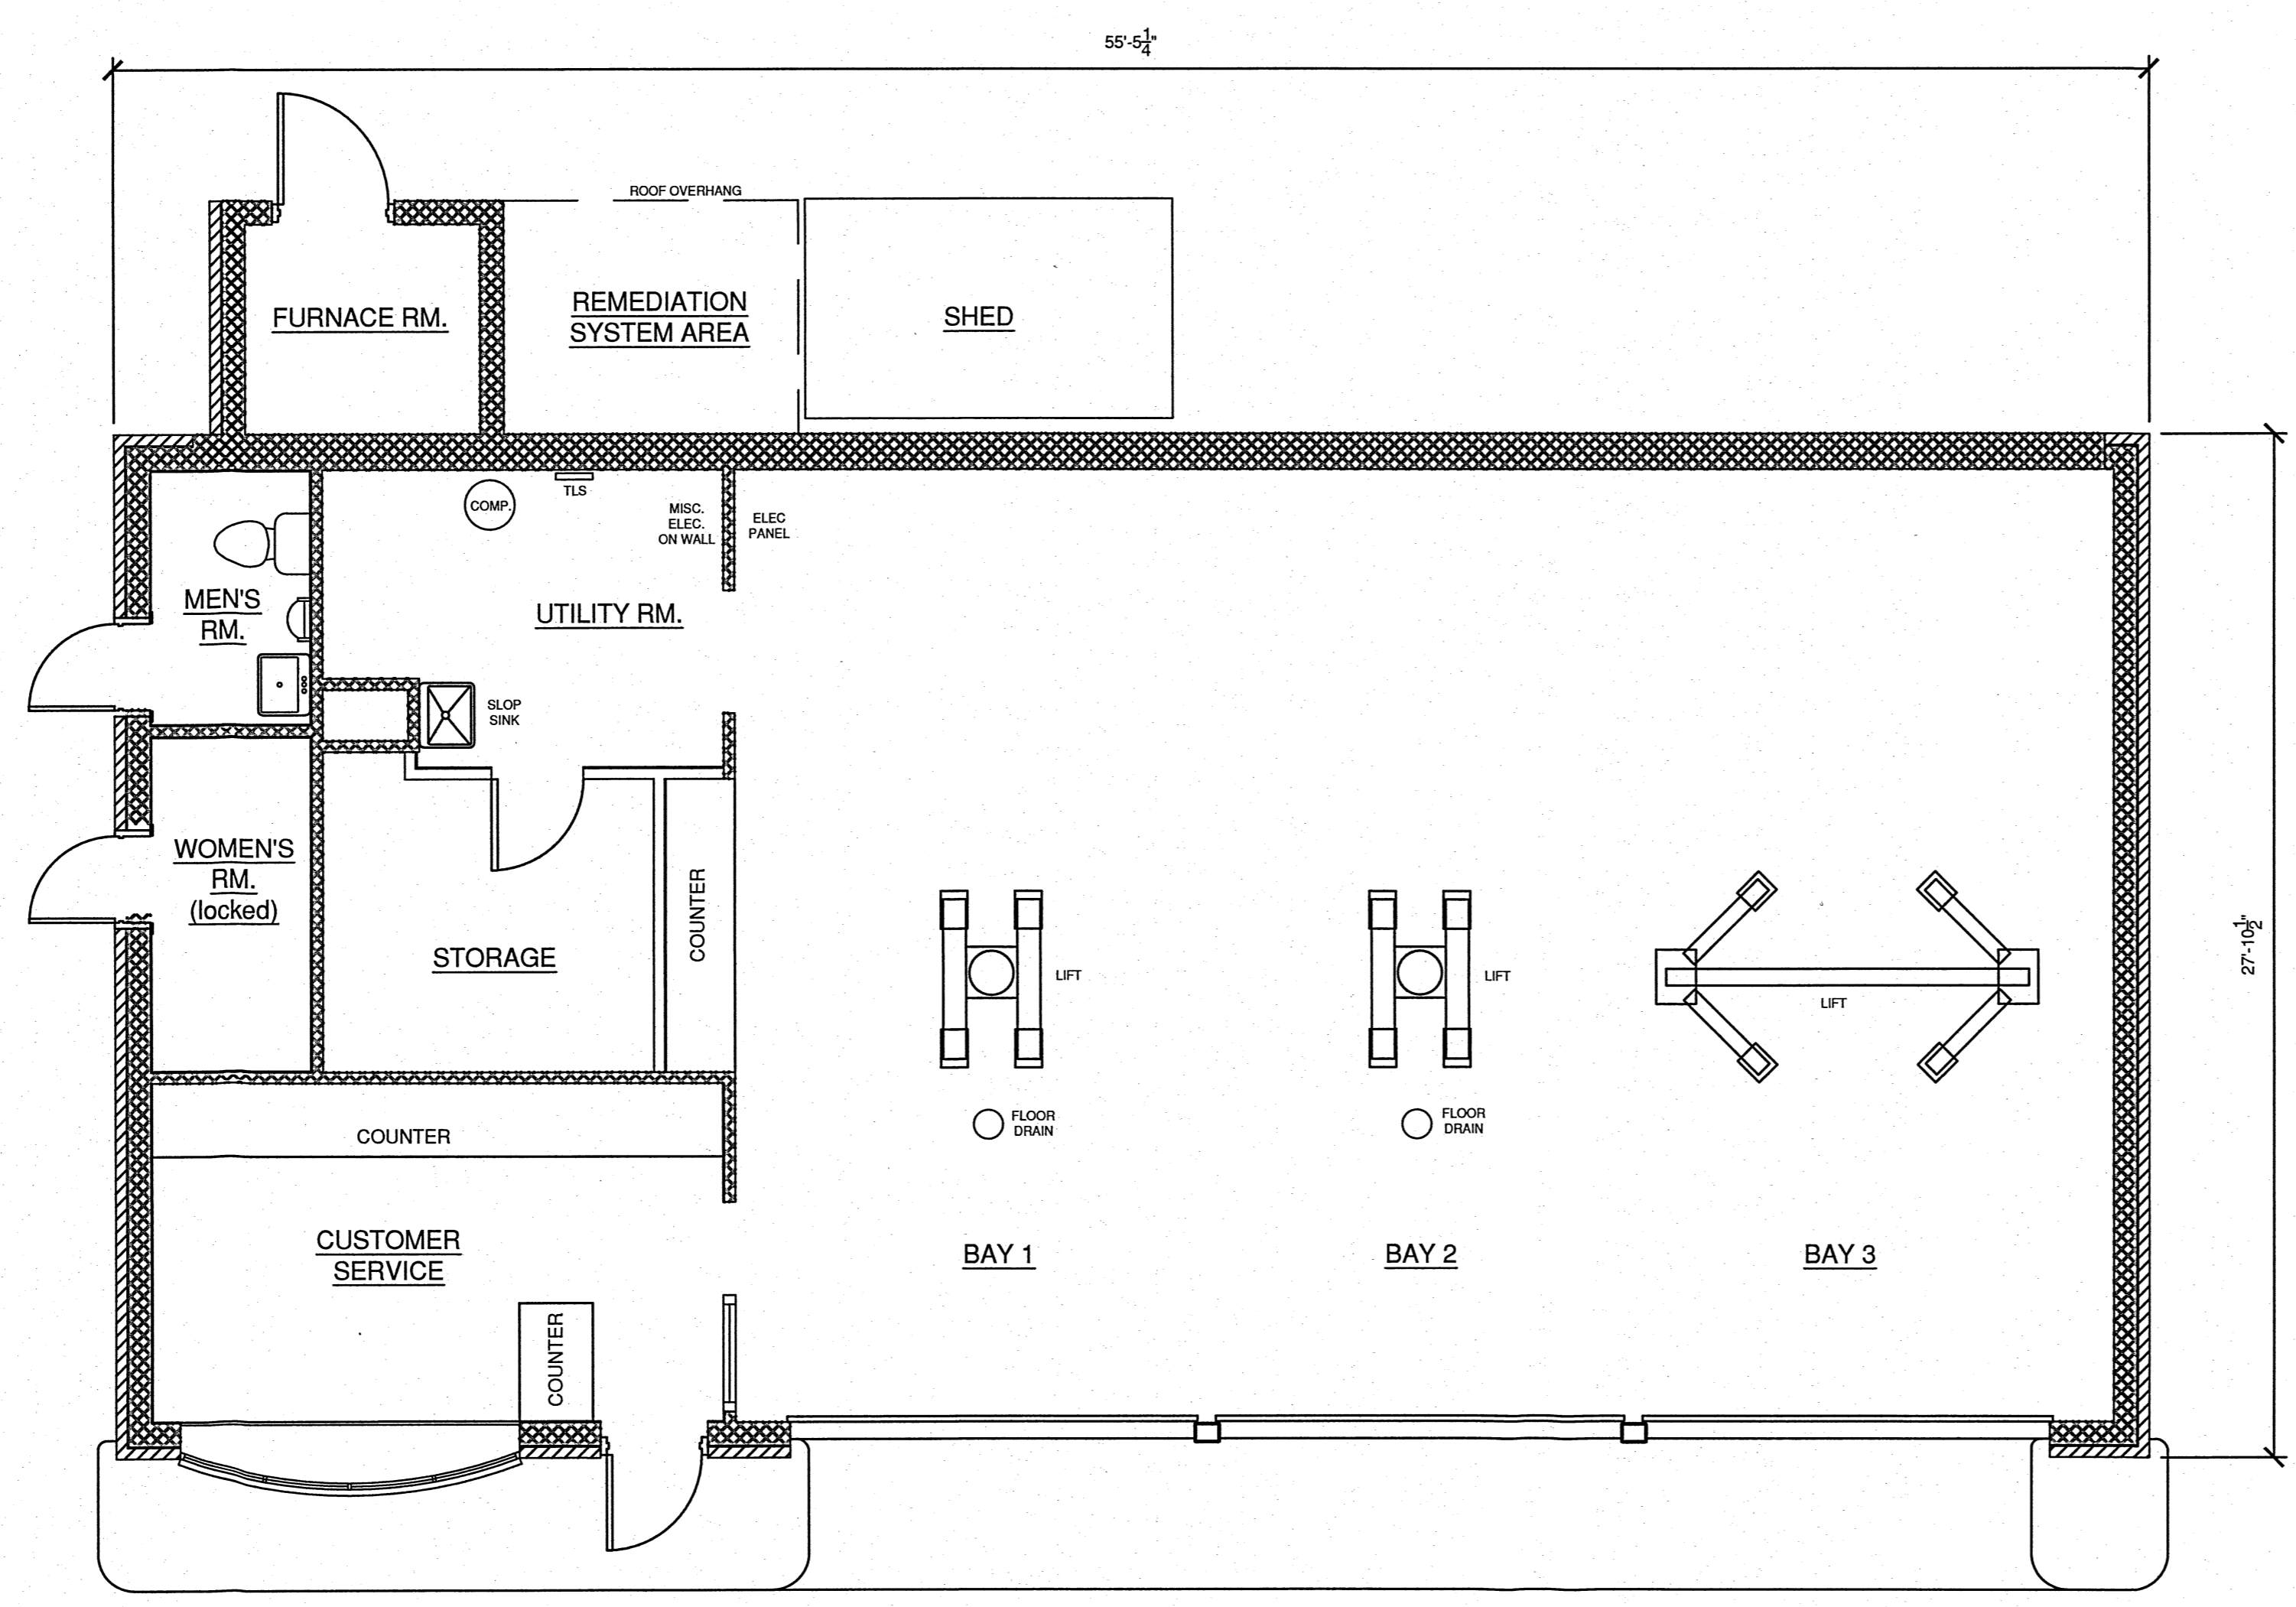 55'-5 1/4"
ROOF OVERHANG
FURNACE RM.
REMEDIATION
SYSTEM AREA
SHED
COMP.
TLS
MISC.
ELEC.
ON WALL
ELEC
PANEL
MEN'S
RM.
UTILITY RM.
SLOP
SINK
WOMEN'S
RM.
(locked)
STORAGE
COUNTER
LIFT
LIFT
LIFT
27'-10 1/2"
FLOOR
DRAIN
FLOOR
DRAIN
COUNTER
CUSTOMER
SERVICE
COUNTER
BAY 1
BAY 2
BAY 3